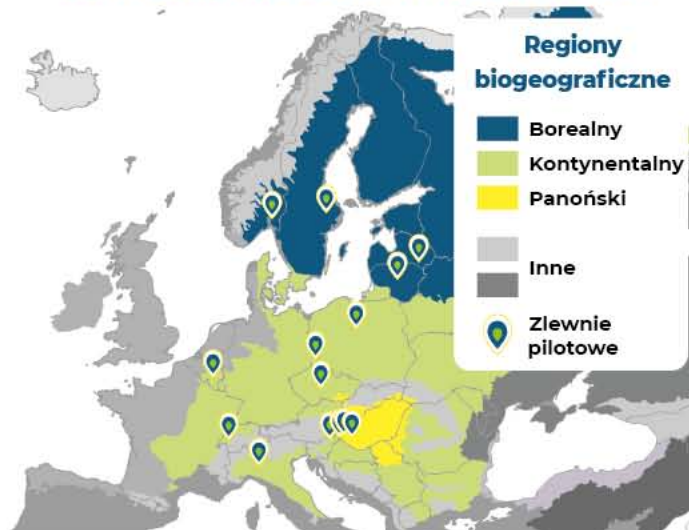 Regiony
biogeograficzne
Borealny
Kontynentalny
Panoński
Inne
Zlewnie
pilotowe